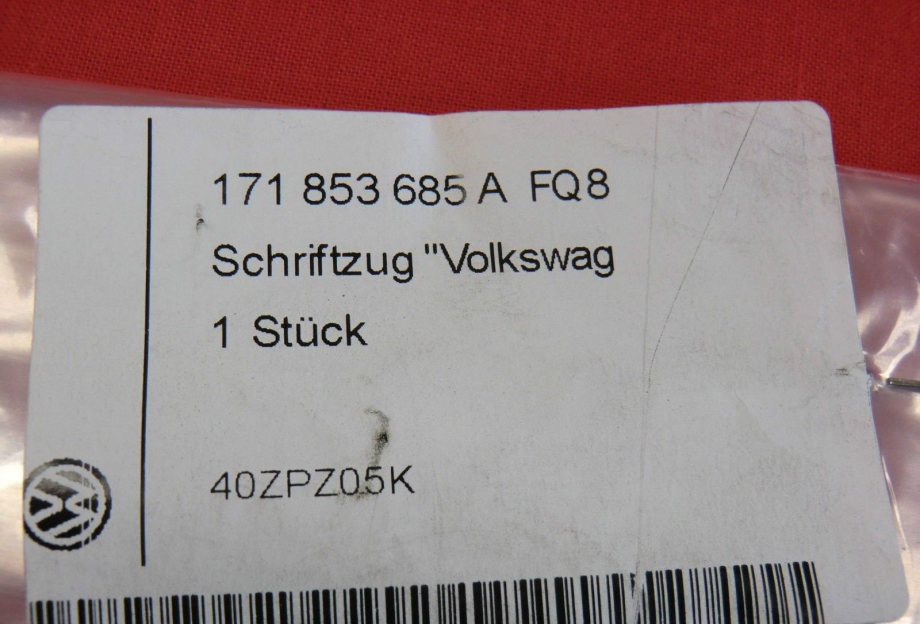 171 853 685 A FQ8
Schriftzug "Volkswag
1 Stück
40ZPZ05K